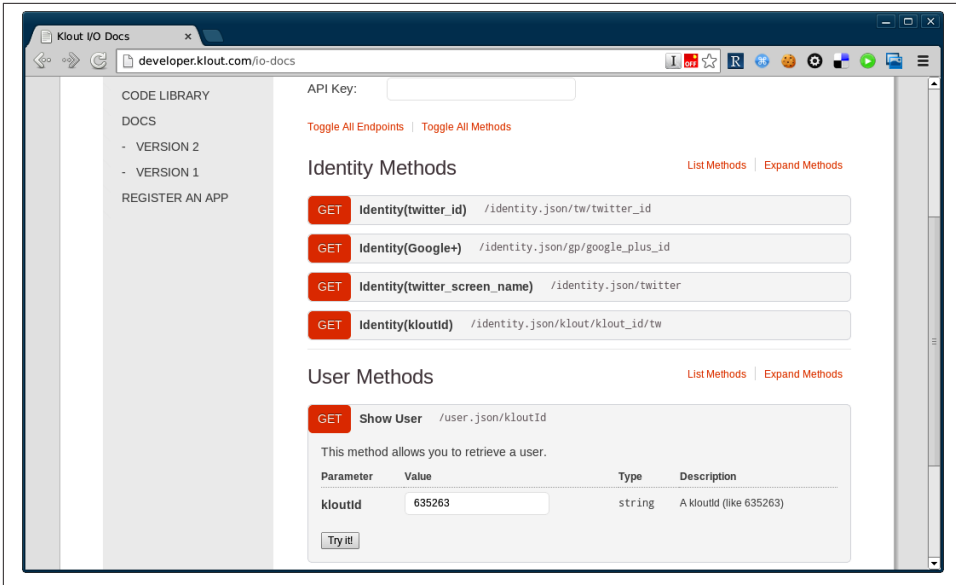 Klout I/O Docs
developer.klout.com/io-docs
CODE LIBRARY
DOCS
- VERSION 2
- VERSION 1
REGISTER AN APP
API Key:
Toggle All Endpoints | Toggle All Methods
Identity Methods
List Methods | Expand Methods
GET Identity(twitter_id) /identity.json/tw/twitter_id
GET Identity(Google+) /identity.json/gp/google_plus_id
GET Identity(twitter_screen_name) /identity.json/twitter
GET Identity(kloutId) /identity.json/klout/klout_id/tw
User Methods
List Methods | Expand Methods
GET Show User /user.json/kloutId
This method allows you to retrieve a user.
Parameter Value Type Description
kloutId 635263 string A kloutId (like 635263)
Try it!